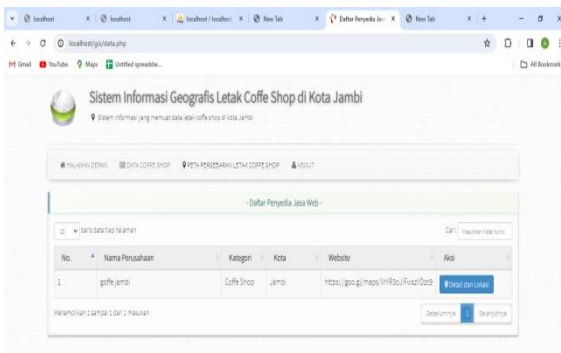 localhost
localhost
localhost / localhost
New Tab
Daftar Penyedia Ja
New Tab
localhost/gis/data.php
Gmail
YouTube
Maps
Untitled spreadshe...
All Bookmark
Sistem Informasi Geografis Letak Coffe Shop di Kota Jambi
Sistem informasi yang memuat data letak coffe shop di kota Jambi
HALAMAN DEPAN
DATA COFFE SHOP
PETA PERSEBARAN LETAK COFFE SHOP
ABOUT
- Daftar Penyedia Jasa Web -
10 baris data tiap halaman
Cari: Masukkan kata kunci
No. Nama Perusahaan Kategori Kota Website Aksi
1 goffe jambi Coffe Shop Jambi Detail dan Lokasi
Menampilkan 1 sampai 1 dari 1 masukan
Sebelumnya 1 Selanjutnya